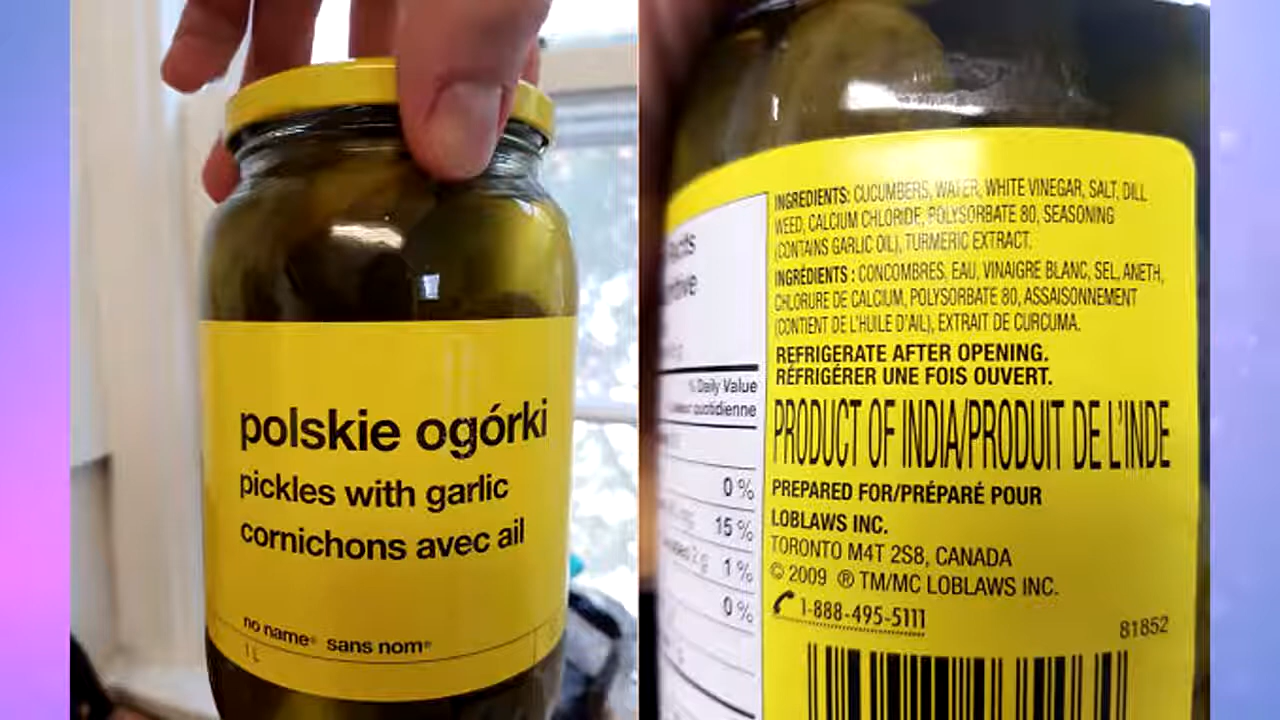 polskie ogórki
pickles with garlic
cornichons avec ail
no name® sans nom®
1 L
% Daily Value
quotidienne
0 %
15 %
1 %
0 %
INGREDIENTS: CUCUMBERS, WATER, WHITE VINEGAR, SALT, DILL
WEED, CALCIUM CHLORIDE, POLYSORBATE 80, SEASONING
(CONTAINS GARLIC OIL), TURMERIC EXTRACT.
INGRÉDIENTS : CONCOMBRES, EAU, VINAIGRE BLANC, SEL, ANETH,
CHLORURE DE CALCIUM, POLYSORBATE 80, ASSAISONNEMENT
(CONTIENT DE L'HUILE D'AIL), EXTRAIT DE CURCUMA.
REFRIGERATE AFTER OPENING.
RÉFRIGÉRER UNE FOIS OUVERT.
PRODUCT OF INDIA/PRODUIT DE L'INDE
PREPARED FOR/PRÉPARÉ POUR
LOBLAWS INC.
TORONTO M4T 2S8, CANADA
© 2009 ® TM/MC LOBLAWS INC.
1-888-495-5111
81852